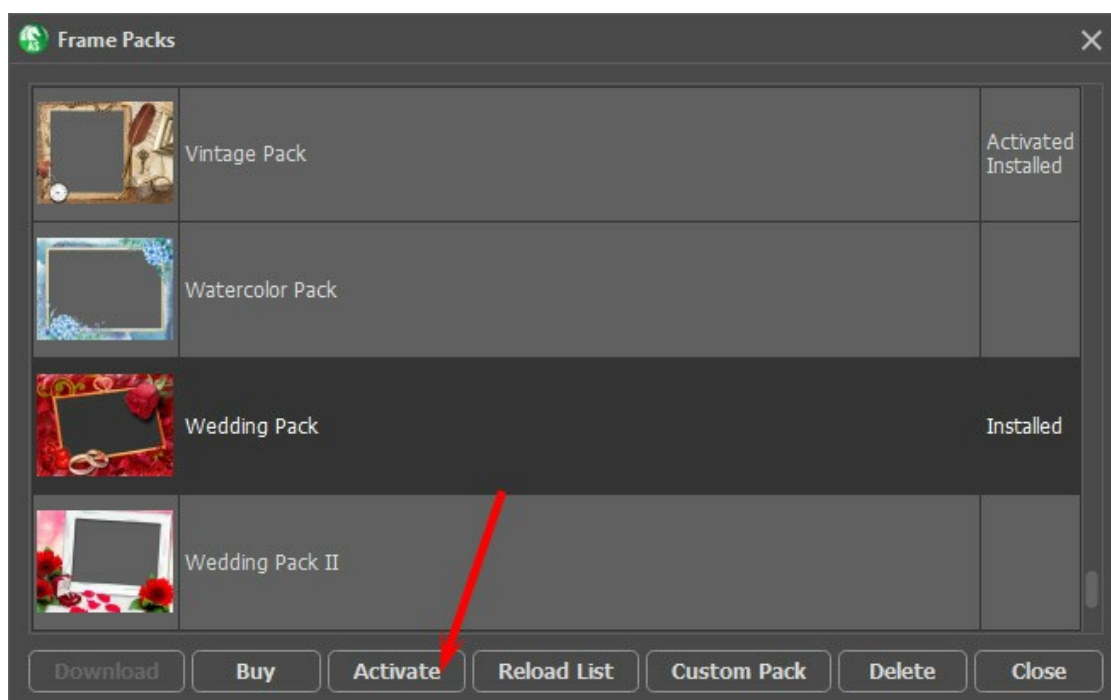 AS Frame Packs
Vintage Pack
Activated
Installed
Watercolor Pack
Wedding Pack
Installed
Wedding Pack II
Download
Buy
Activate
Reload List
Custom Pack
Delete
Close